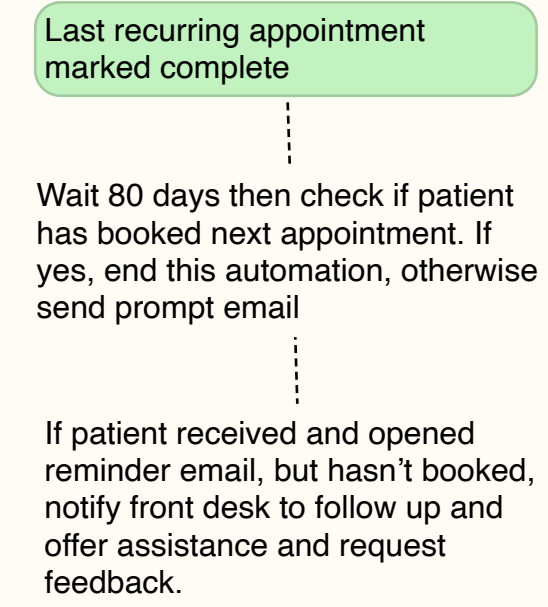 Last recurring appointment
marked complete
Wait 80 days then check if patient
has booked next appointment. If
yes, end this automation, otherwise
send prompt email
If patient received and opened
reminder email, but hasn’t booked,
notify front desk to follow up and
offer assistance and request
feedback.